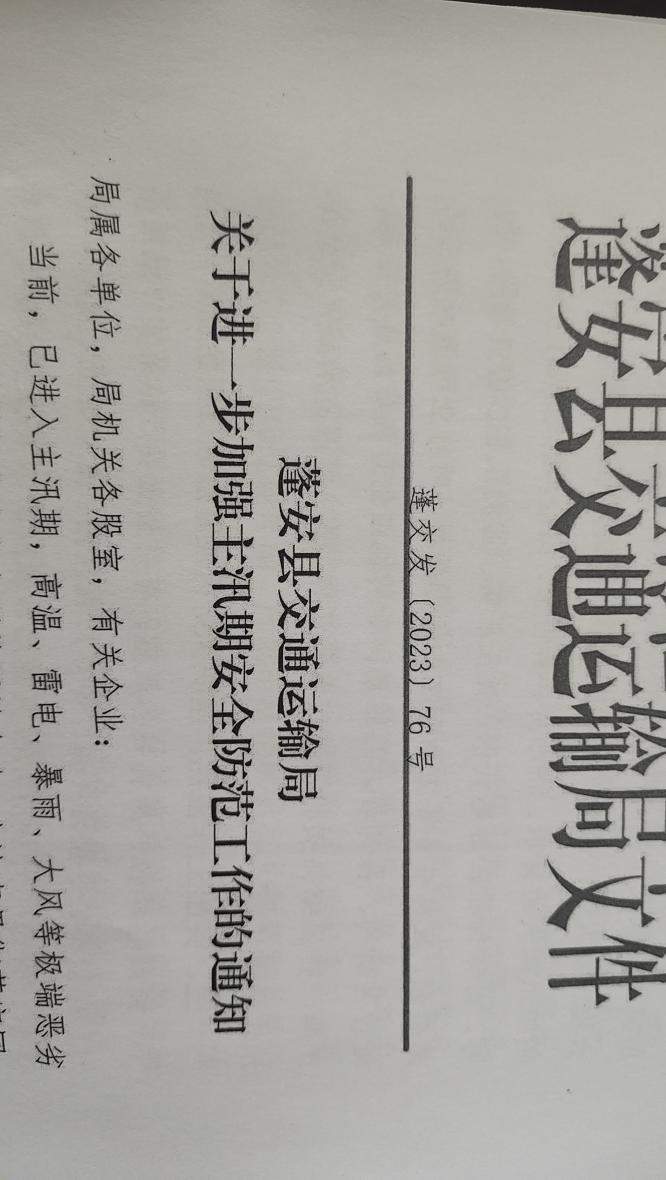 蓬安县交通运输局文件
蓬交发〔2023〕76 号
蓬安县交通运输局
关于进一步加强主汛期安全防范工作的通知
局属各单位，局机关各股室，有关企业：
当前，已进入主汛期，高温、雷电、暴雨、大风等极端恶劣